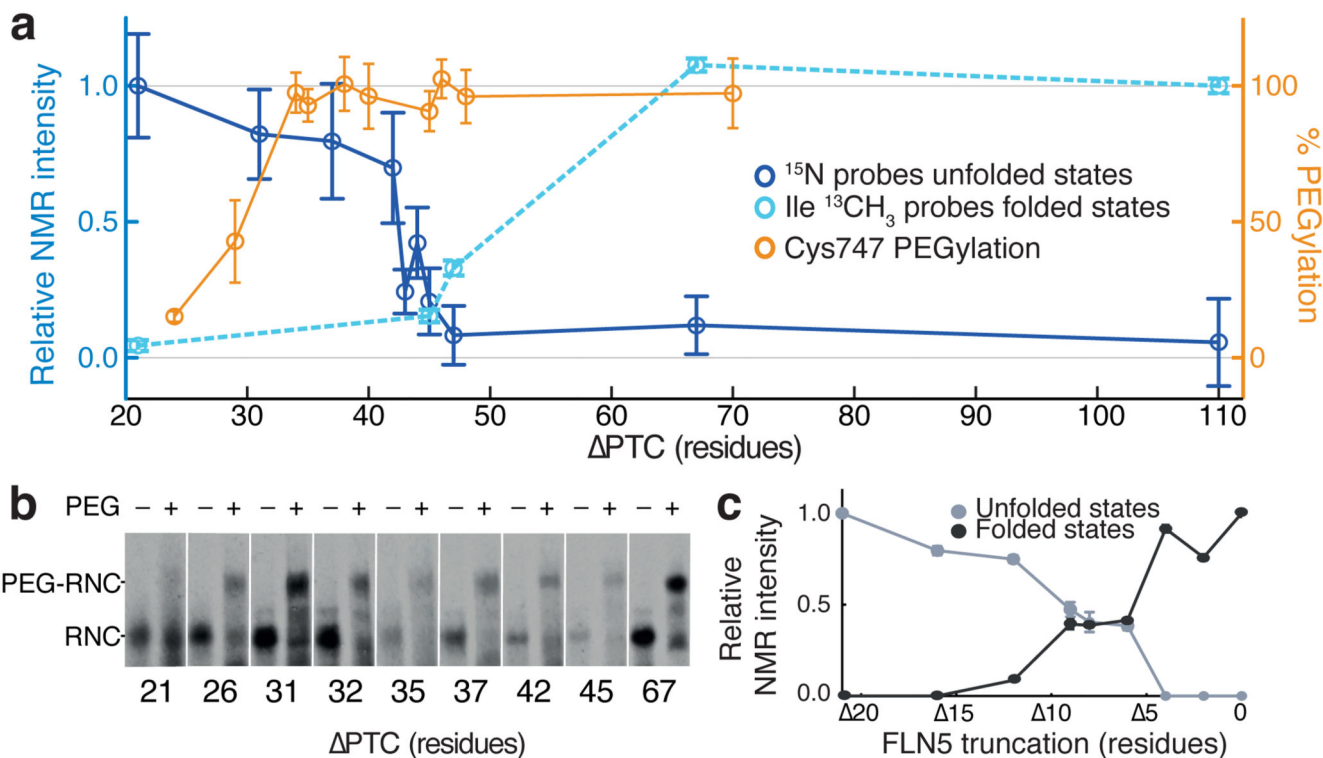 a
Relative NMR intensity
1.0
0.5
0.0
100
50
0
% PEGylation
¹⁵N probes unfolded states
Ile ¹³CH₃ probes folded states
Cys747 PEGylation
20 30 40 50 60 70 80 90 100 110
ΔPTC (residues)
b
PEG – + – + – + – + – + – + – + – + – +
PEG-RNC
RNC
21 26 31 32 35 37 42 45 67
ΔPTC (residues)
c
Relative
NMR intensity
1.0
0.5
0.0
Unfolded states
Folded states
Δ20 Δ15 Δ10 Δ5 0
FLN5 truncation (residues)